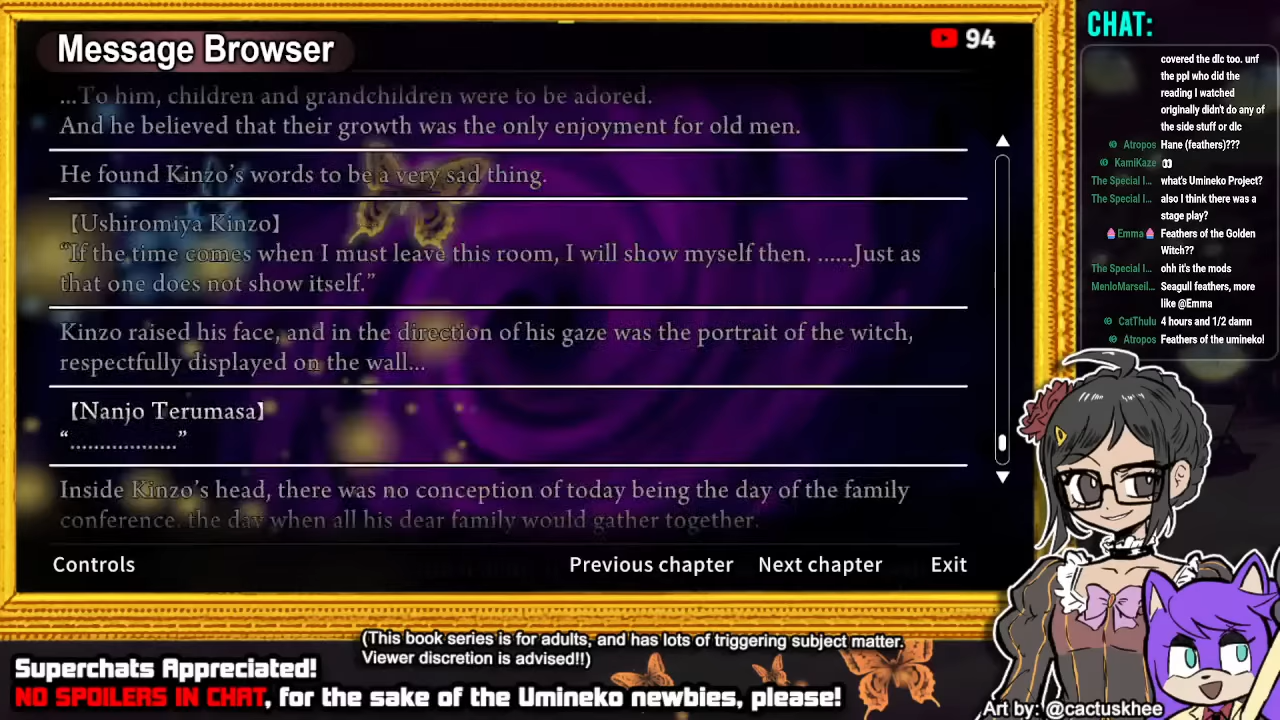 Message Browser
94
...To him, children and grandchildren were to be adored.
And he believed that their growth was the only enjoyment for old men.
He found Kinzo's words to be a very sad thing.
【Ushiromiya Kinzo】
“If the time comes when I must leave this room, I will show myself then. ......Just as
that one does not show itself.”
Kinzo raised his face, and in the direction of his gaze was the portrait of the witch,
respectfully displayed on the wall...
【Nanjo Terumasa】
“..................”
Inside Kinzo's head, there was no conception of today being the day of the family
conference. the day when all his dear family would gather together.
Controls
Previous chapter
Next chapter
Exit
CHAT:
covered the dlc too. unf
the ppl who did the
reading I watched
originally didn't do any of
the side stuff or dlc
Atropos Hane (feathers)???
KamiKaze 👀
The Special I... what's Umineko Project?
The Special I... also I think there was a
stage play?
🧁Emma🧁 Feathers of the Golden
Witch??
The Special I... ohh it's the mods
MenloMarseil... Seagull feathers, more
like @Emma
CatThulu 4 hours and 1/2 damn
Atropos Feathers of the umineko!
(This book series is for adults, and has lots of triggering subject matter.
Viewer discretion is advised!!)
Superchats Appreciated!
NO SPOILERS IN CHAT, for the sake of the Umineko newbies, please!
Art by: @cactuskhee